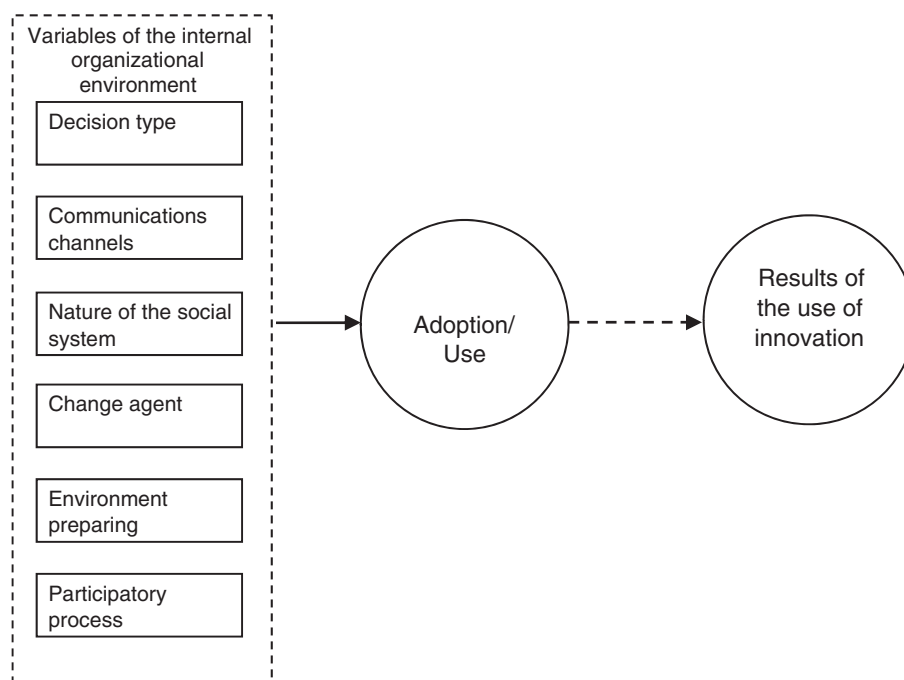 Variables of the internal
organizational
environment
Decision type
Communications
channels
Nature of the social
system
Change agent
Environment
preparing
Participatory
process
Adoption/
Use
Results of
the use of
innovation